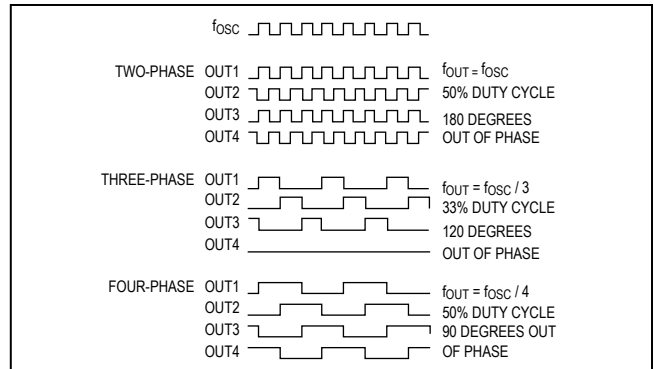 fOSC
TWO-PHASE OUT1 fOUT = fOSC
OUT2 50% DUTY CYCLE
OUT3 180 DEGREES
OUT4 OUT OF PHASE
THREE-PHASE OUT1 fOUT = fOSC / 3
OUT2 33% DUTY CYCLE
OUT3 120 DEGREES
OUT4 OUT OF PHASE
FOUR-PHASE OUT1 fOUT = fOSC / 4
OUT2 50% DUTY CYCLE
OUT3 90 DEGREES OUT
OUT4 OF PHASE